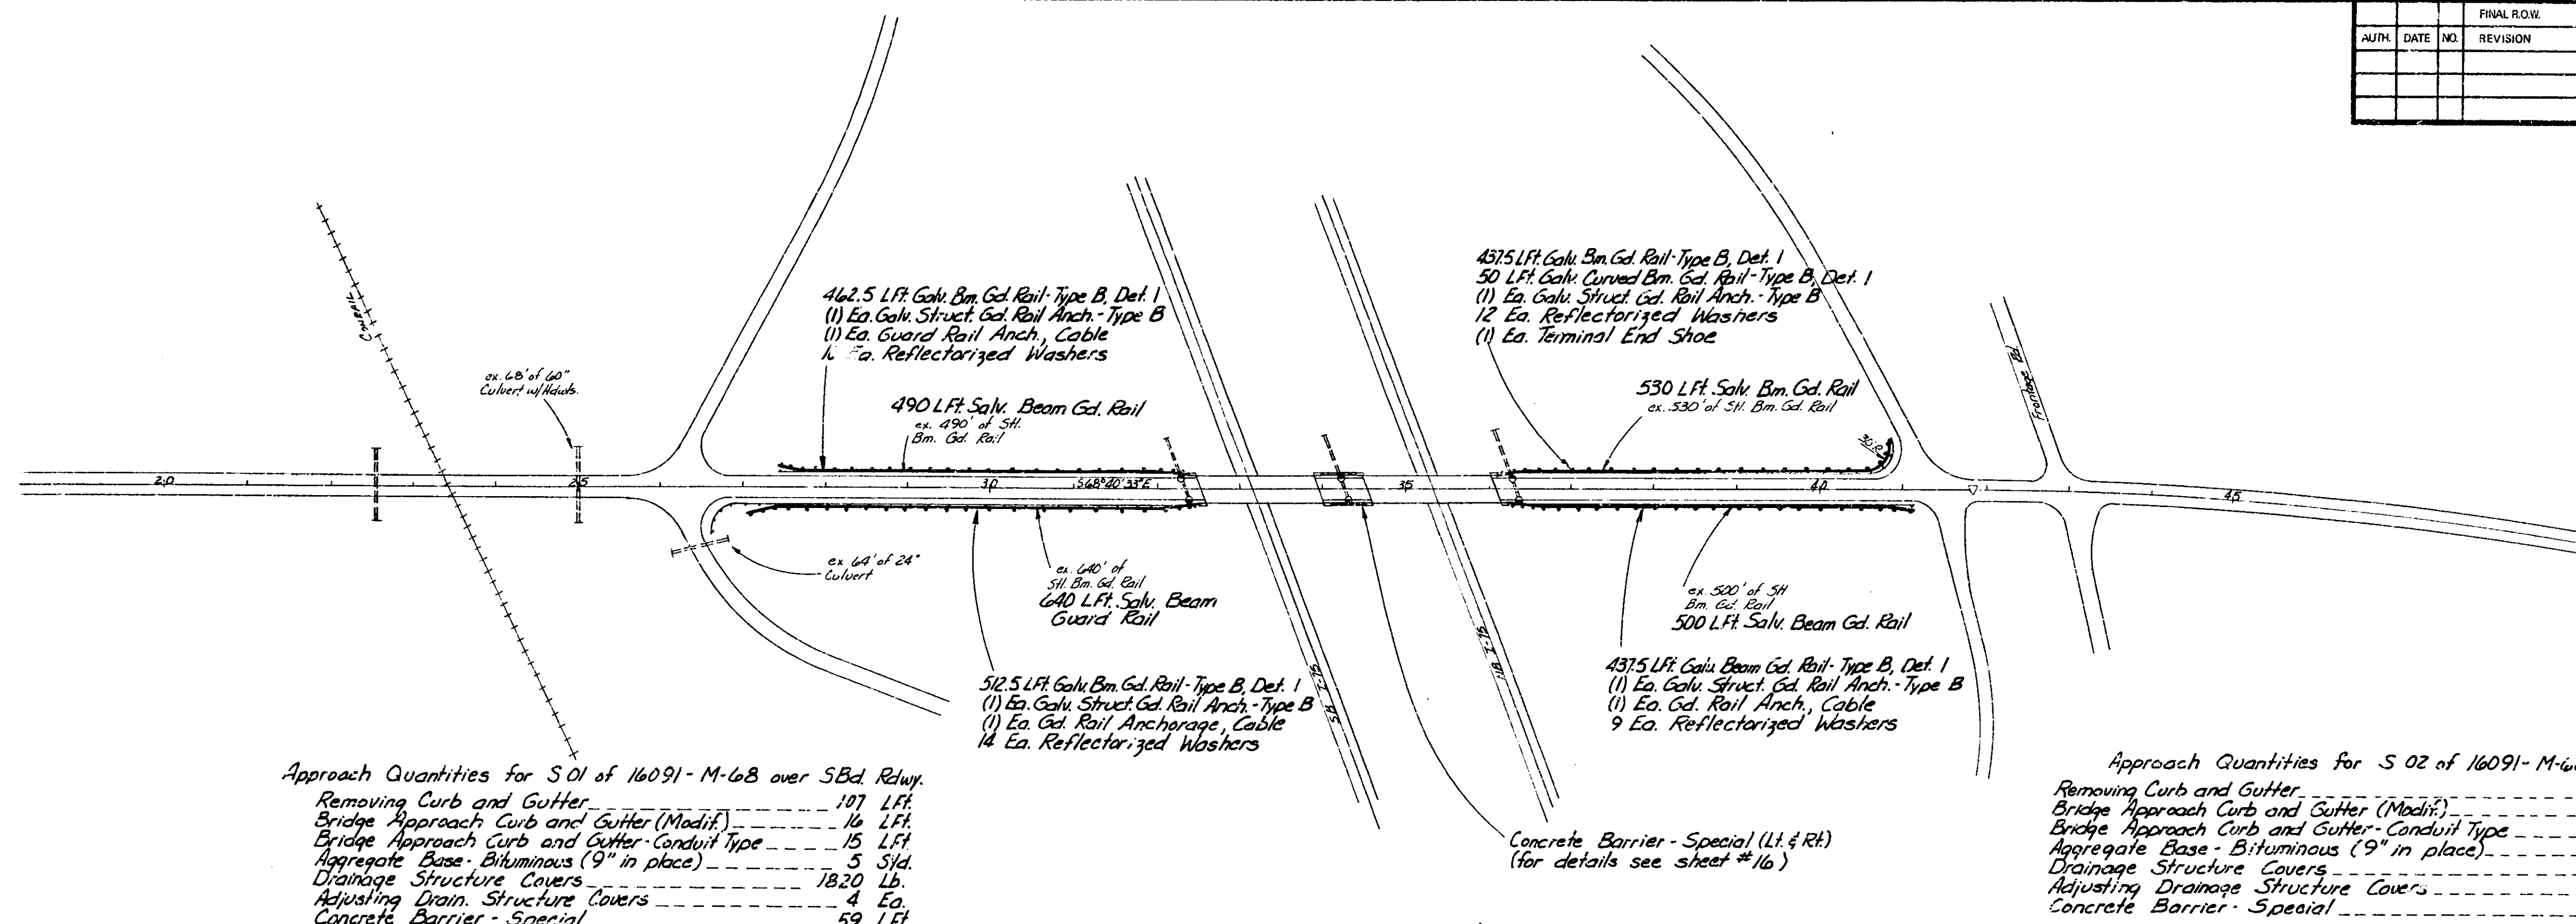 FINAL R.O.W.
AUTH. DATE NO. REVISION
CONRAIL
ex. 68' of 60"
Culvert w/Hdwls.
462.5 LFt. Galv. Bm. Gd. Rail-Type B, Det. 1
(1) Ea. Galv. Struct. Gd. Rail Anch.-Type B
(1) Ea. Guard Rail Anch., Cable
Ea. Reflectorized Washers
490 LFt. Salv. Beam Gd. Rail
ex. 490' of Stl.
Bm. Gd. Rail
437.5 LFt. Galv. Bm. Gd. Rail-Type B, Det. 1
50 LFt. Galv. Curved Bm. Gd. Rail-Type B, Det. 1
(1) Ea. Galv. Struct. Gd. Rail Anch.-Type B
12 Ea. Reflectorized Washers
(1) Ea. Terminal End Shoe
530 LFt. Salv. Bm. Gd. Rail
ex. 530' of Stl. Bm. Gd. Rail
Frontage Rd.
20 25 30 S68°40'33"E 35 40 45
ex. 64' of 24"
Culvert
ex. 640' of
Stl. Bm. Gd. Rail
640 LFt. Salv. Beam
Guard Rail
512.5 LFt. Galv. Bm. Gd. Rail-Type B, Det. 1
(1) Ea. Galv. Struct. Gd. Rail Anch.-Type B
(1) Ea. Gd. Rail Anchorage, Cable
14 Ea. Reflectorized Washers
SB I-75
NB I-75
ex. 500' of Stl
Bm. Gd. Rail
500 LFt. Salv. Beam Gd. Rail
437.5 LFt. Galv. Beam Gd. Rail-Type B, Det. 1
(1) Ea. Galv. Struct. Gd. Rail Anch.-Type B
(1) Ea. Gd. Rail Anch., Cable
9 Ea. Reflectorized Washers
Concrete Barrier - Special (Lt. & Rt.)
(for details see sheet #16)
Approach Quantities for S 01 of 16091 - M-68 over SBd. Rdwy.
Removing Curb and Gutter 107 LFt.
Bridge Approach Curb and Gutter (Modif.) 16 LFt.
Bridge Approach Curb and Gutter-Conduit Type 15 LFt.
Aggregate Base - Bituminous (9" in place) 5 Syd.
Drainage Structure Covers 1820 Lb.
Adjusting Drain. Structure Covers 4 Ea.
Concrete Barrier - Special 59 LFt.
Approach Quantities for S 02 of 16091 -
Removing Curb and Gutter
Bridge Approach Curb and Gutter (Modif.)
Bridge Approach Curb and Gutter-Conduit Type
Aggregate Base - Bituminous (9" in place)
Drainage Structure Covers
Adjusting Drainage Structure Covers
Concrete Barrier - Special